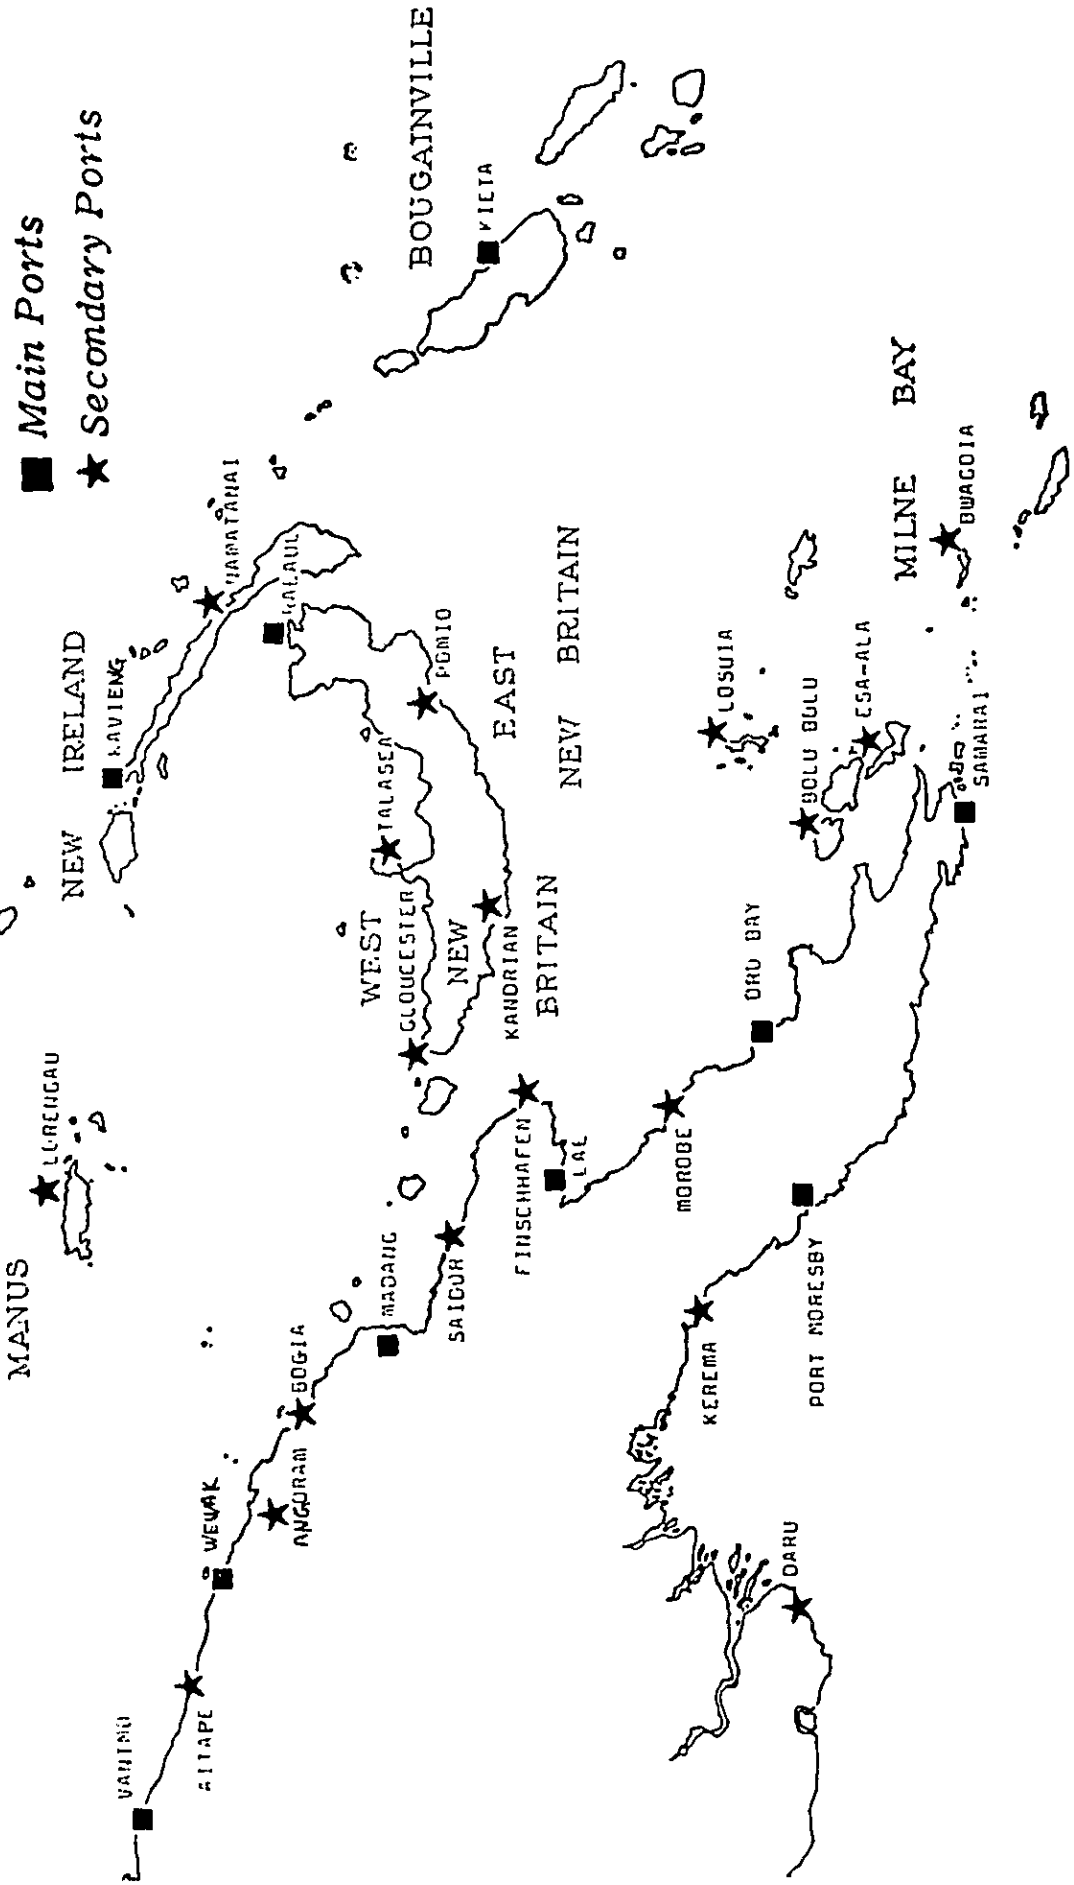 Main Ports
Secondary Ports
MANUS
NEW IRELAND
BOUGAINVILLE
LORENGAU
KAVIENG
NAMATANAI
VANIMO
AITAPE
WEWAK
ANGORAM
BOGIA
MADANG
SAIDOR
WEST
GLOUCESTER
NEW
KANDRIAN
BRITAIN
TALASEA
POMIO
EAST
NEW BRITAIN
KIETA
FINSCHHAFEN
LAE
MOROBE
ORO BAY
LOSUIA
BOLU BOLU
ESA-ALA
MILNE BAY
SAMARAI
BWAGOIA
KEREMA
PORT MORESBY
DARU